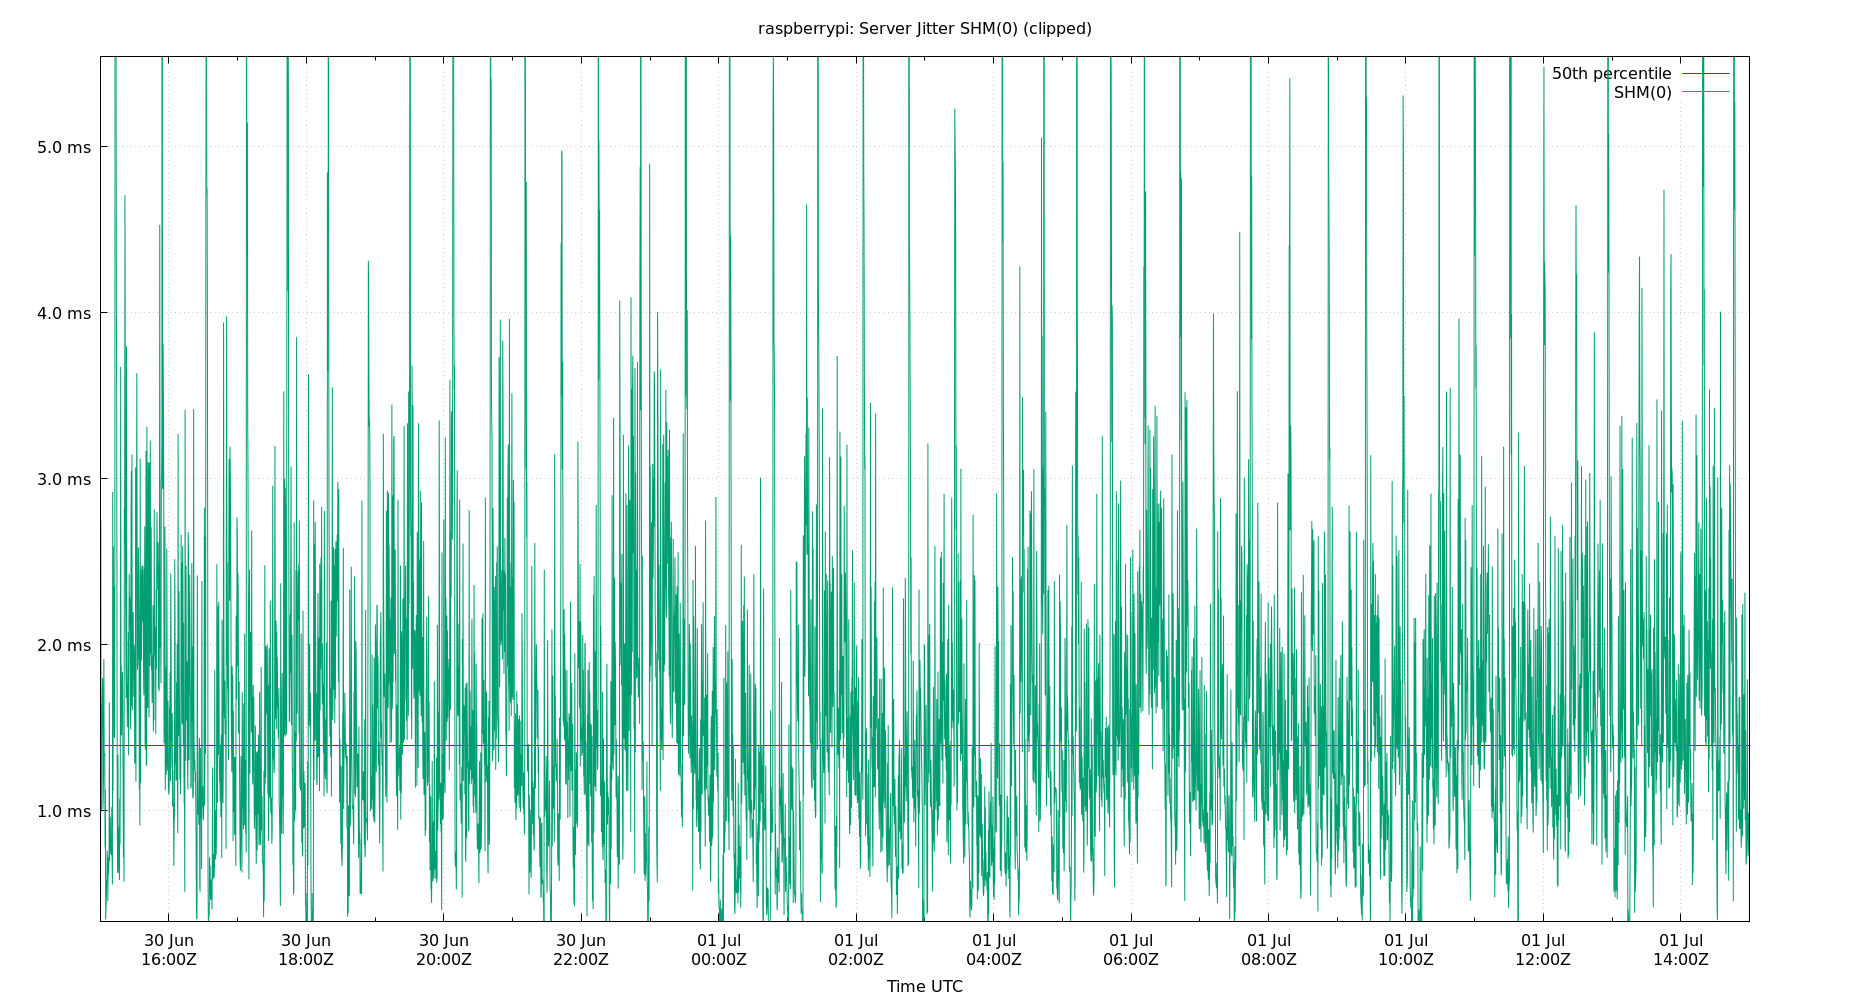 raspberrypi: Server Jitter SHM(0) (clipped)
50th percentile
SHM(0)
5.0 ms
4.0 ms
3.0 ms
2.0 ms
1.0 ms
30 Jun 30 Jun 30 Jun 30 Jun 01 Jul 01 Jul 01 Jul 01 Jul 01 Jul 01 Jul 01 Jul 01 Jul
16:00Z 18:00Z 20:00Z 22:00Z 00:00Z 02:00Z 04:00Z 06:00Z 08:00Z 10:00Z 12:00Z 14:00Z
Time UTC